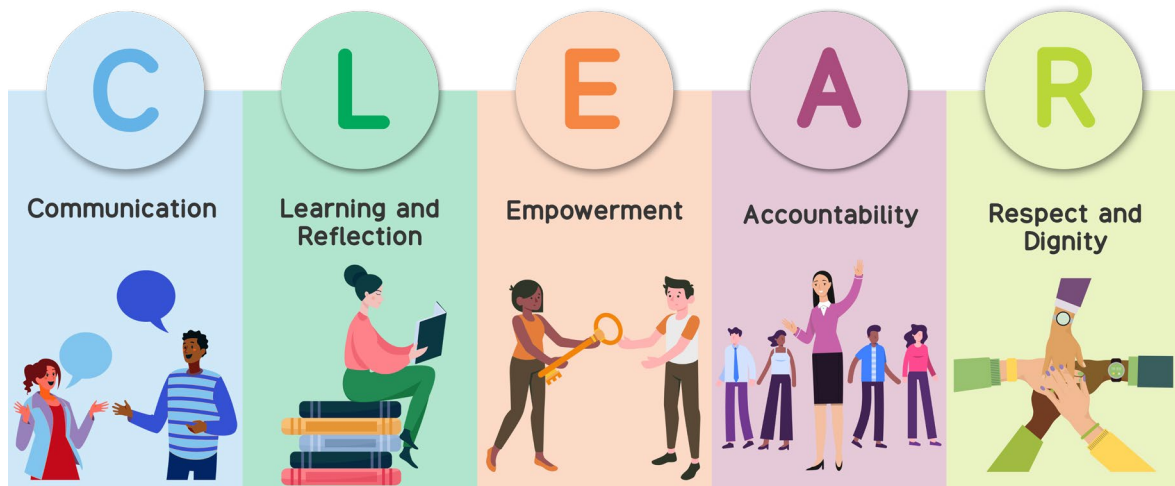 C
L
E
A
R
Communication
Learning and
Reflection
Empowerment
Accountability
Respect and
Dignity